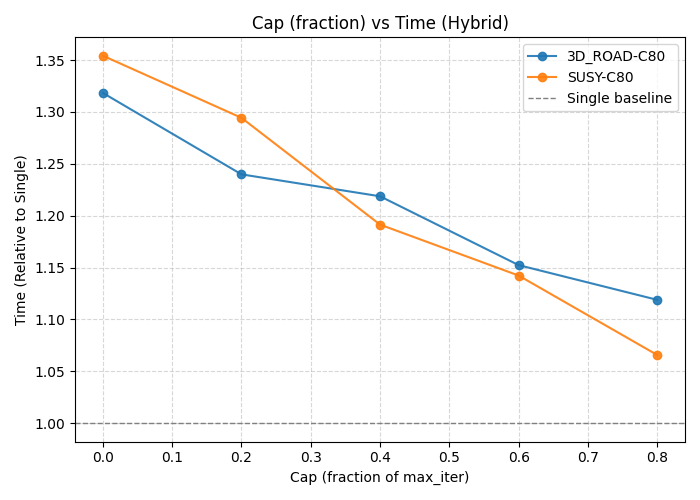 Cap (fraction) vs Time (Hybrid)
3D_ROAD-C80
SUSY-C80
Single baseline
Time (Relative to Single)
1.35
1.30
1.25
1.20
1.15
1.10
1.05
1.00
0.0 0.1 0.2 0.3 0.4 0.5 0.6 0.7 0.8
Cap (fraction of max_iter)